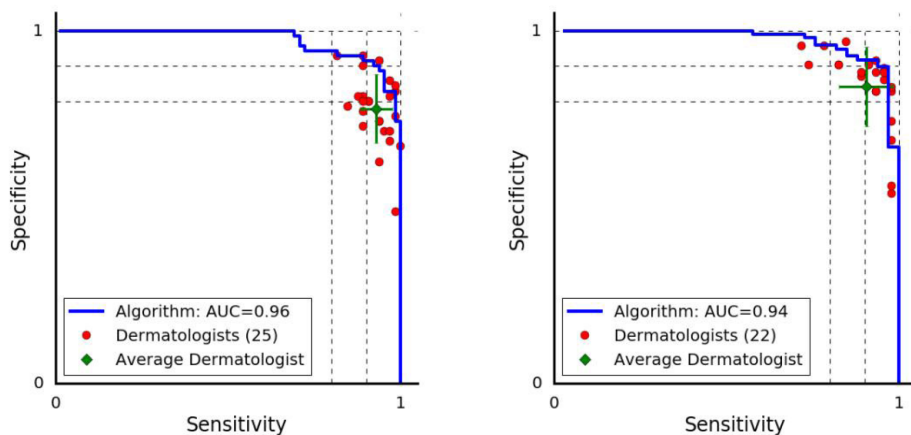 1
Specificity
Algorithm: AUC=0.96
Dermatologists (25)
Average Dermatologist
0
0
1
Sensitivity
1
Specificity
Algorithm: AUC=0.94
Dermatologists (22)
Average Dermatologist
0
0
1
Sensitivity